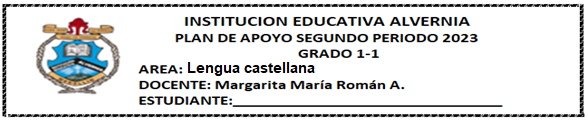 INSTITUCION EDUCATIVA ALVERNIA
PLAN DE APOYO SEGUNDO PERIODO 2023
GRADO 1-1
AREA: Lengua castellana
DOCENTE: Margarita María Román A.
ESTUDIANTE:___________________________________